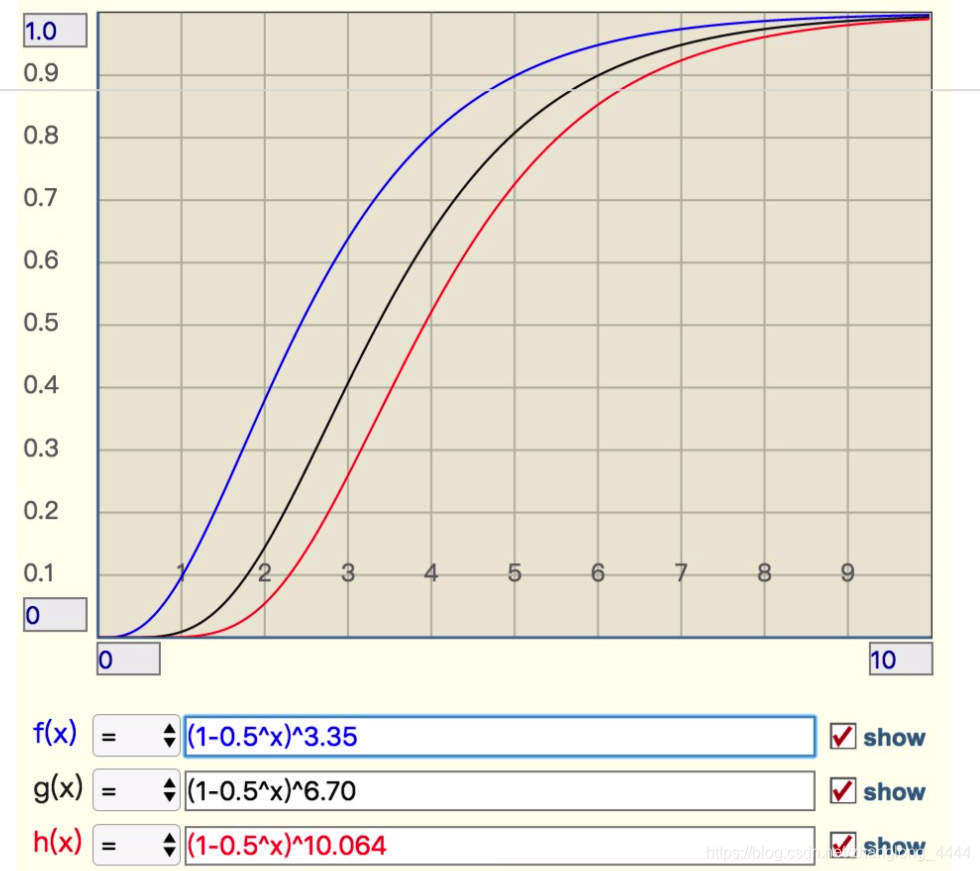 1.0
0.9
0.8
0.7
0.6
0.5
0.4
0.3
0.2
0.1 1 2 3 4 5 6 7 8 9
0
0 10
f(x) = (1-0.5^x)^3.35 show
g(x) = (1-0.5^x)^6.70 show
h(x) = (1-0.5^x)^10.064 show